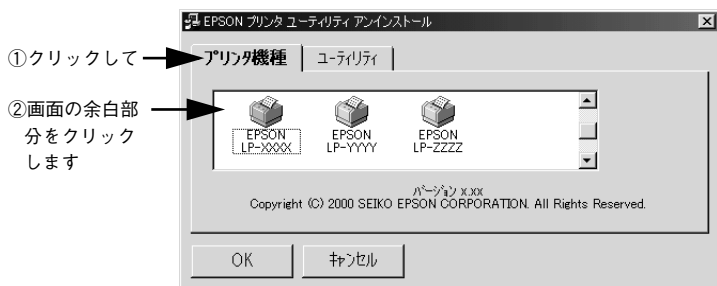 EPSON プリンタ ユーティリティ アンインストール
①クリックして
プリンタ機種
ユーティリティ
②画面の余白部
分をクリック
します
EPSON
LP-XXXX
EPSON
LP-YYYY
EPSON
LP-ZZZZ
バージョン x.xx
Copyright (C) 2000 SEIKO EPSON CORPORATION. All Rights Reserved.
OK
キャンセル